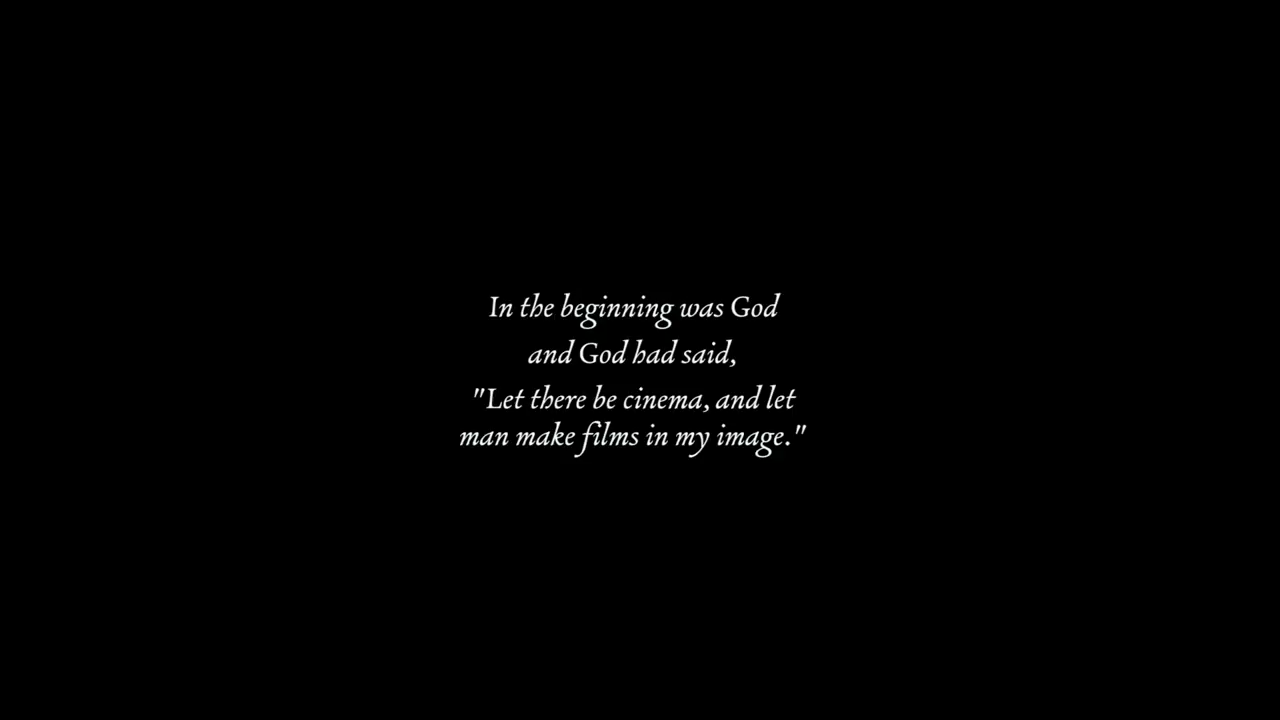 In the beginning was God
and God had said,
"Let there be cinema, and let
man make films in my image."